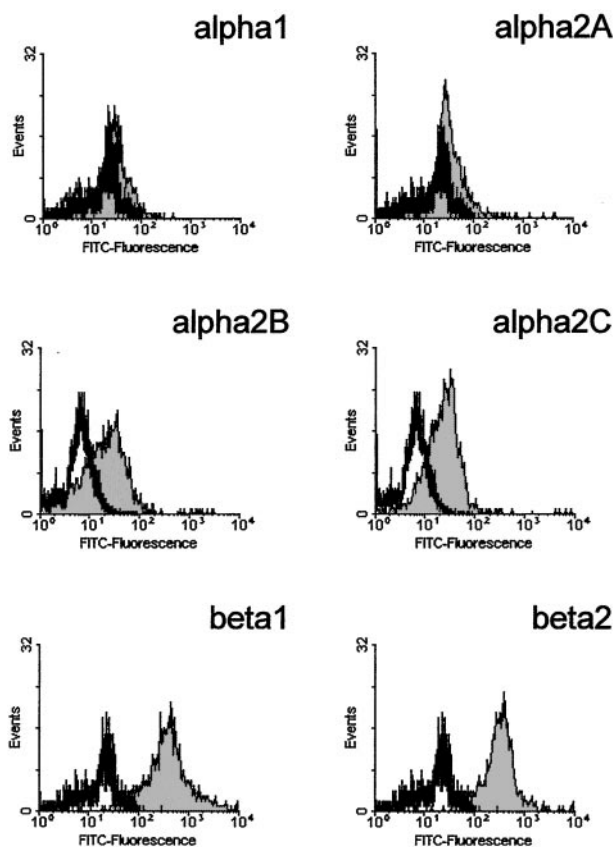 alpha1
alpha2A
32
Events
0
10⁰ 10¹ 10² 10³ 10⁴
FITC-Fluorescence
32
Events
0
10⁰ 10¹ 10² 10³ 10⁴
FITC-Fluorescence
alpha2B
alpha2C
32
Events
0
10⁰ 10¹ 10² 10³ 10⁴
FITC-Fluorescence
32
Events
0
10⁰ 10¹ 10² 10³ 10⁴
FITC-Fluorescence
beta1
beta2
32
Events
0
10⁰ 10¹ 10² 10³ 10⁴
FITC-Fluorescence
32
Events
0
10⁰ 10¹ 10² 10³ 10⁴
FITC-Fluorescence